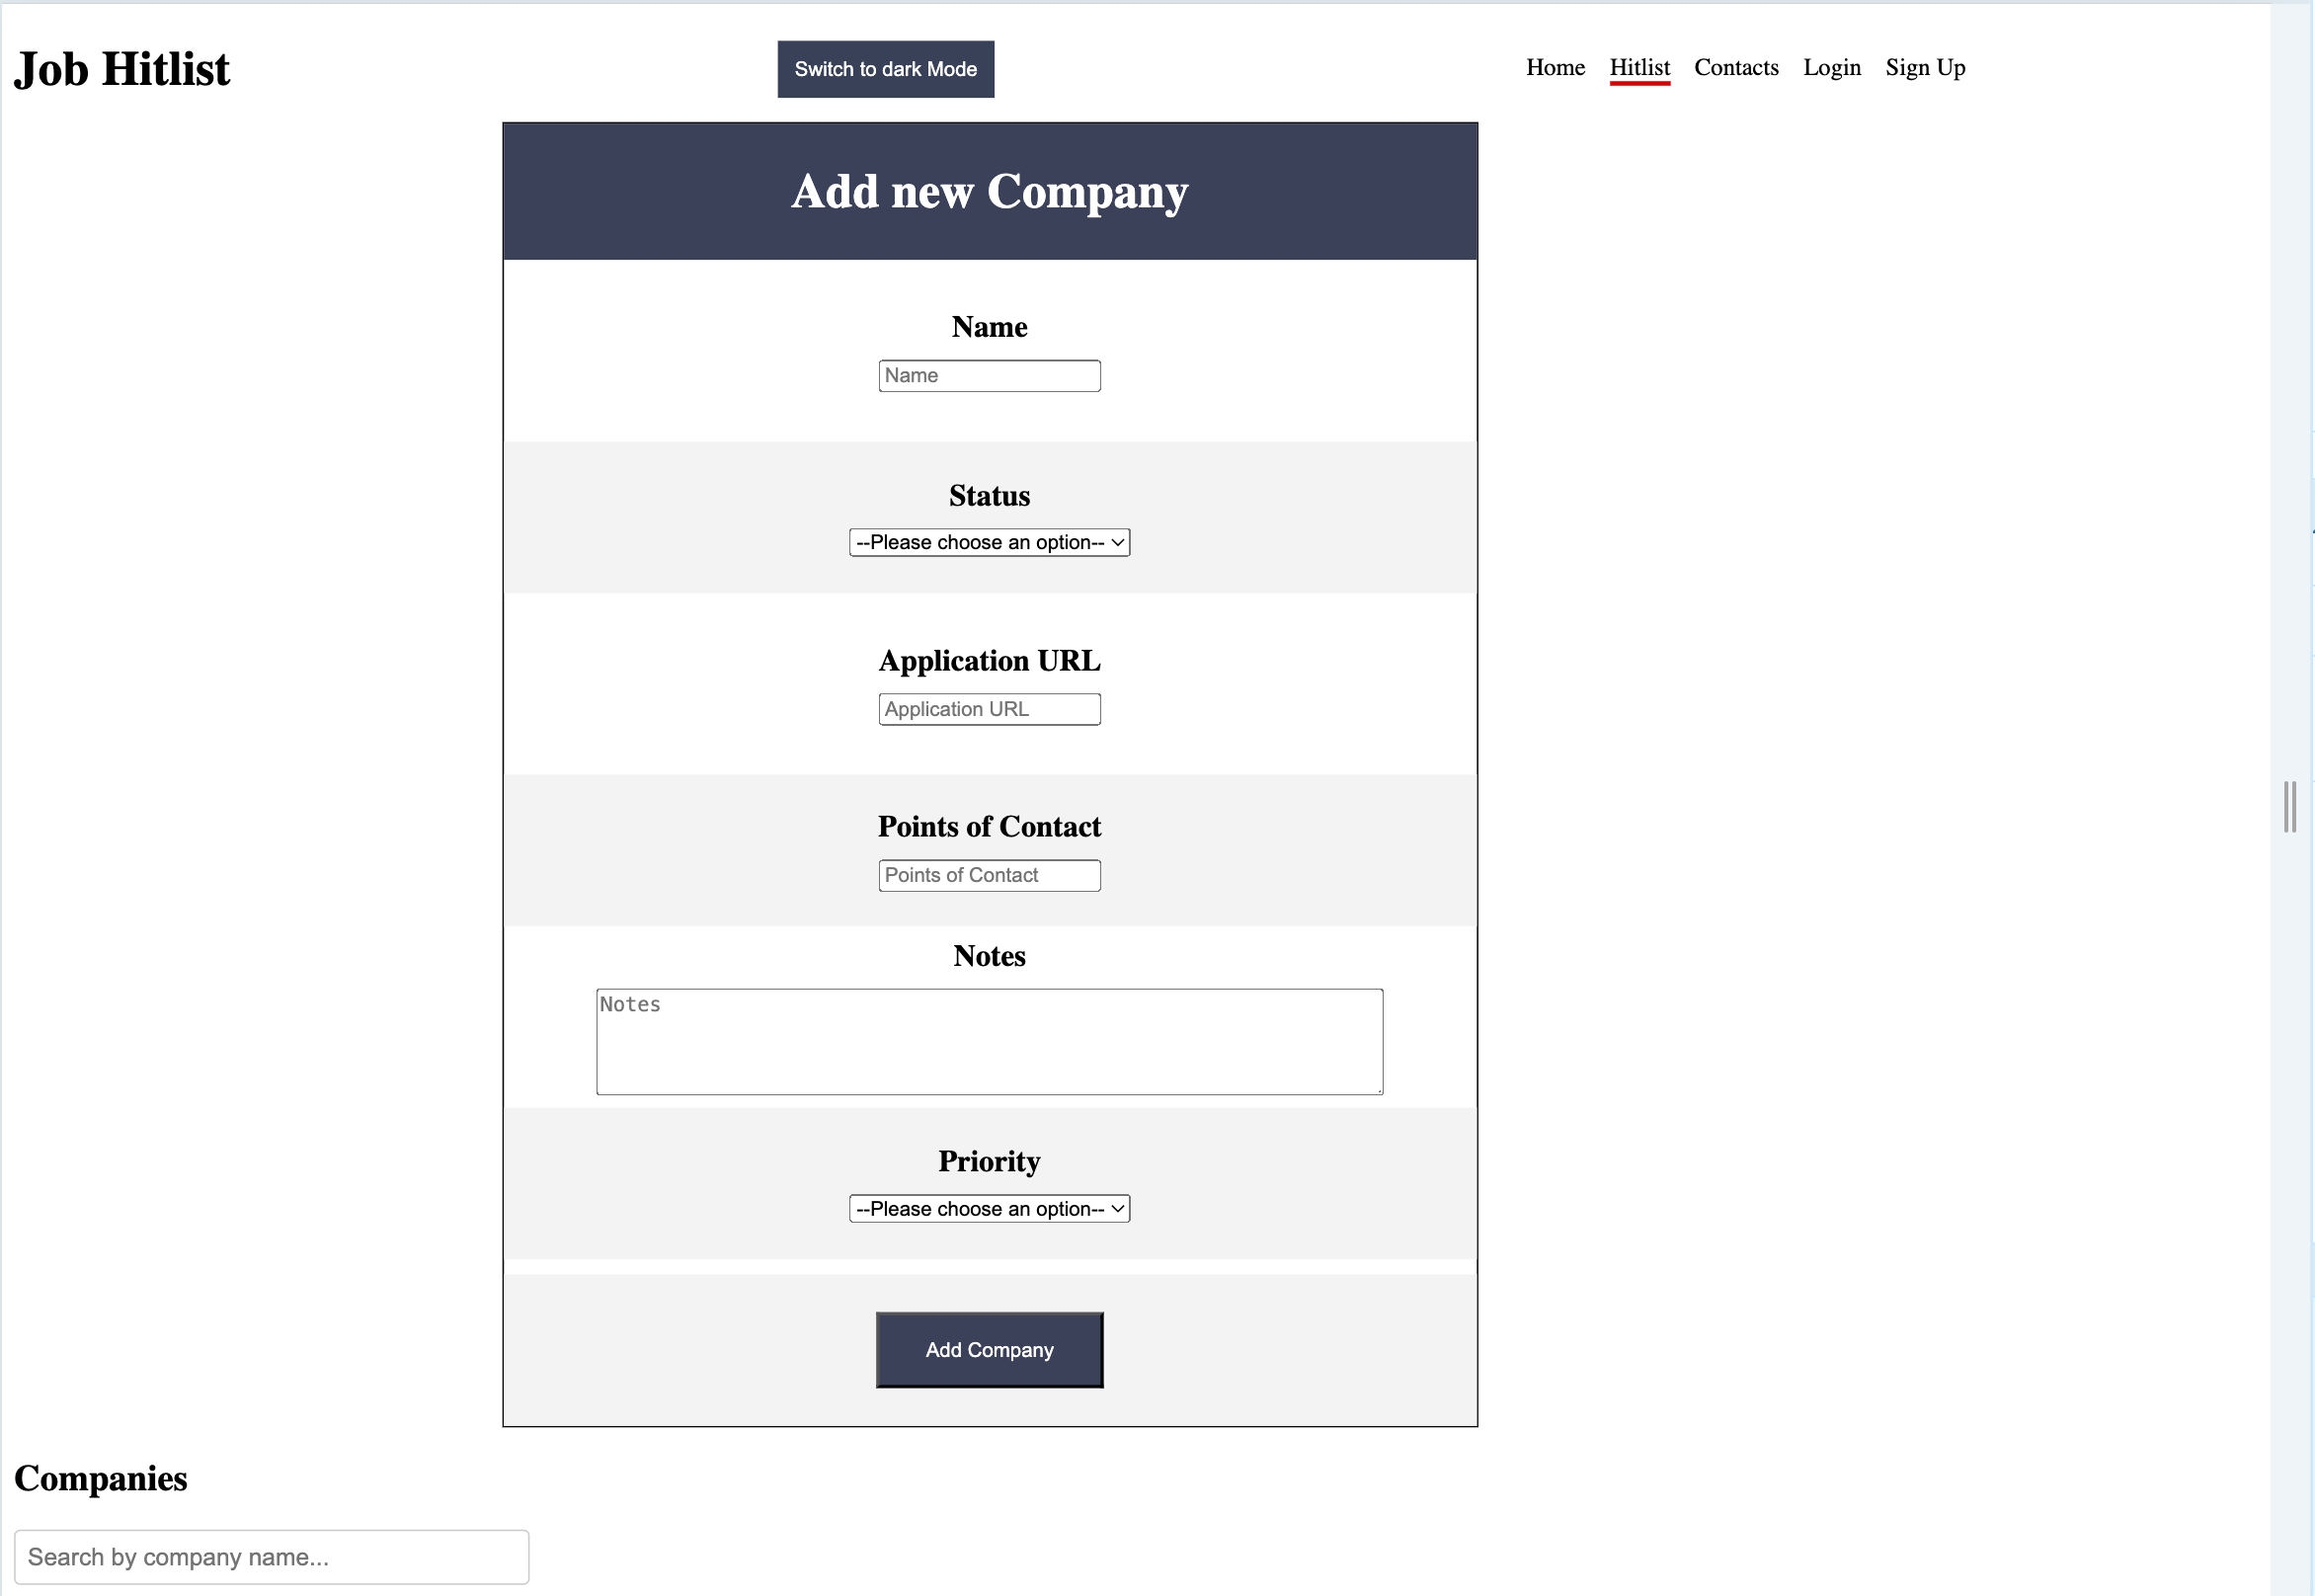 Job Hitlist
Switch to dark Mode
Home Hitlist Contacts Login Sign Up
Add new Company
Name
Name
Status
--Please choose an option--
Application URL
Application URL
Points of Contact
Points of Contact
Notes
Notes
Priority
--Please choose an option--
Add Company
Companies
Search by company name...